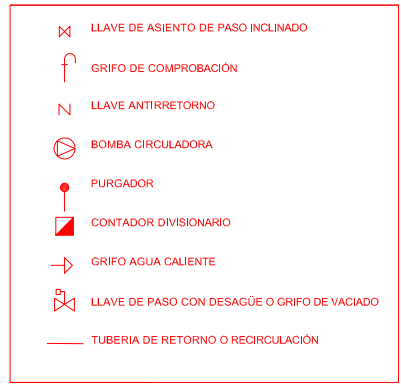 LLAVE DE ASIENTO DE PASO INCLINADO
GRIFO DE COMPROBACIÓN
LLAVE ANTIRRETORNO
BOMBA CIRCULADORA
PURGADOR
CONTADOR DIVISIONARIO
GRIFO AGUA CALIENTE
LLAVE DE PASO CON DESAGÜE O GRIFO DE VACIADO
TUBERIA DE RETORNO O RECIRCULACIÓN